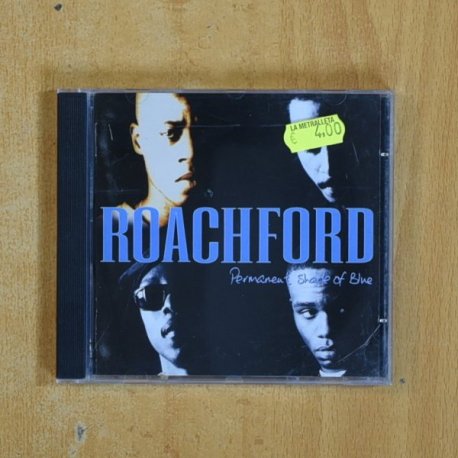 LA METRALLETA
€ 4,00
ROACHFORD
Permanent Shade of Blue